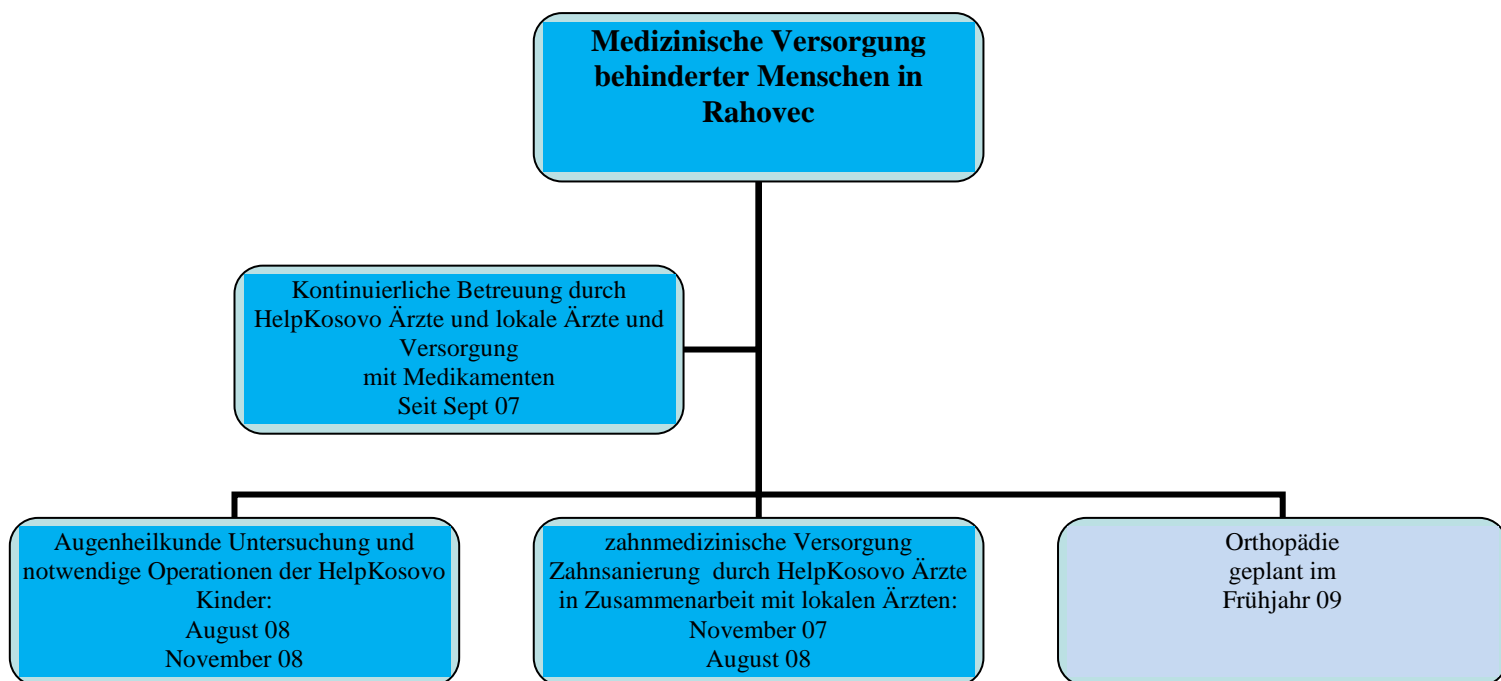 Medizinische Versorgung
behinderter Menschen in
Rahovec
Kontinuierliche Betreuung durch
HelpKosovo Ärzte und lokale Ärzte und
Versorgung
mit Medikamenten
Seit Sept 07
Augenheilkunde Untersuchung und
notwendige Operationen der HelpKosovo
Kinder:
August 08
November 08
zahnmedizinische Versorgung
Zahnsanierung durch HelpKosovo Ärzte
in Zusammenarbeit mit lokalen Ärzten:
November 07
August 08
Orthopädie
geplant im
Frühjahr 09